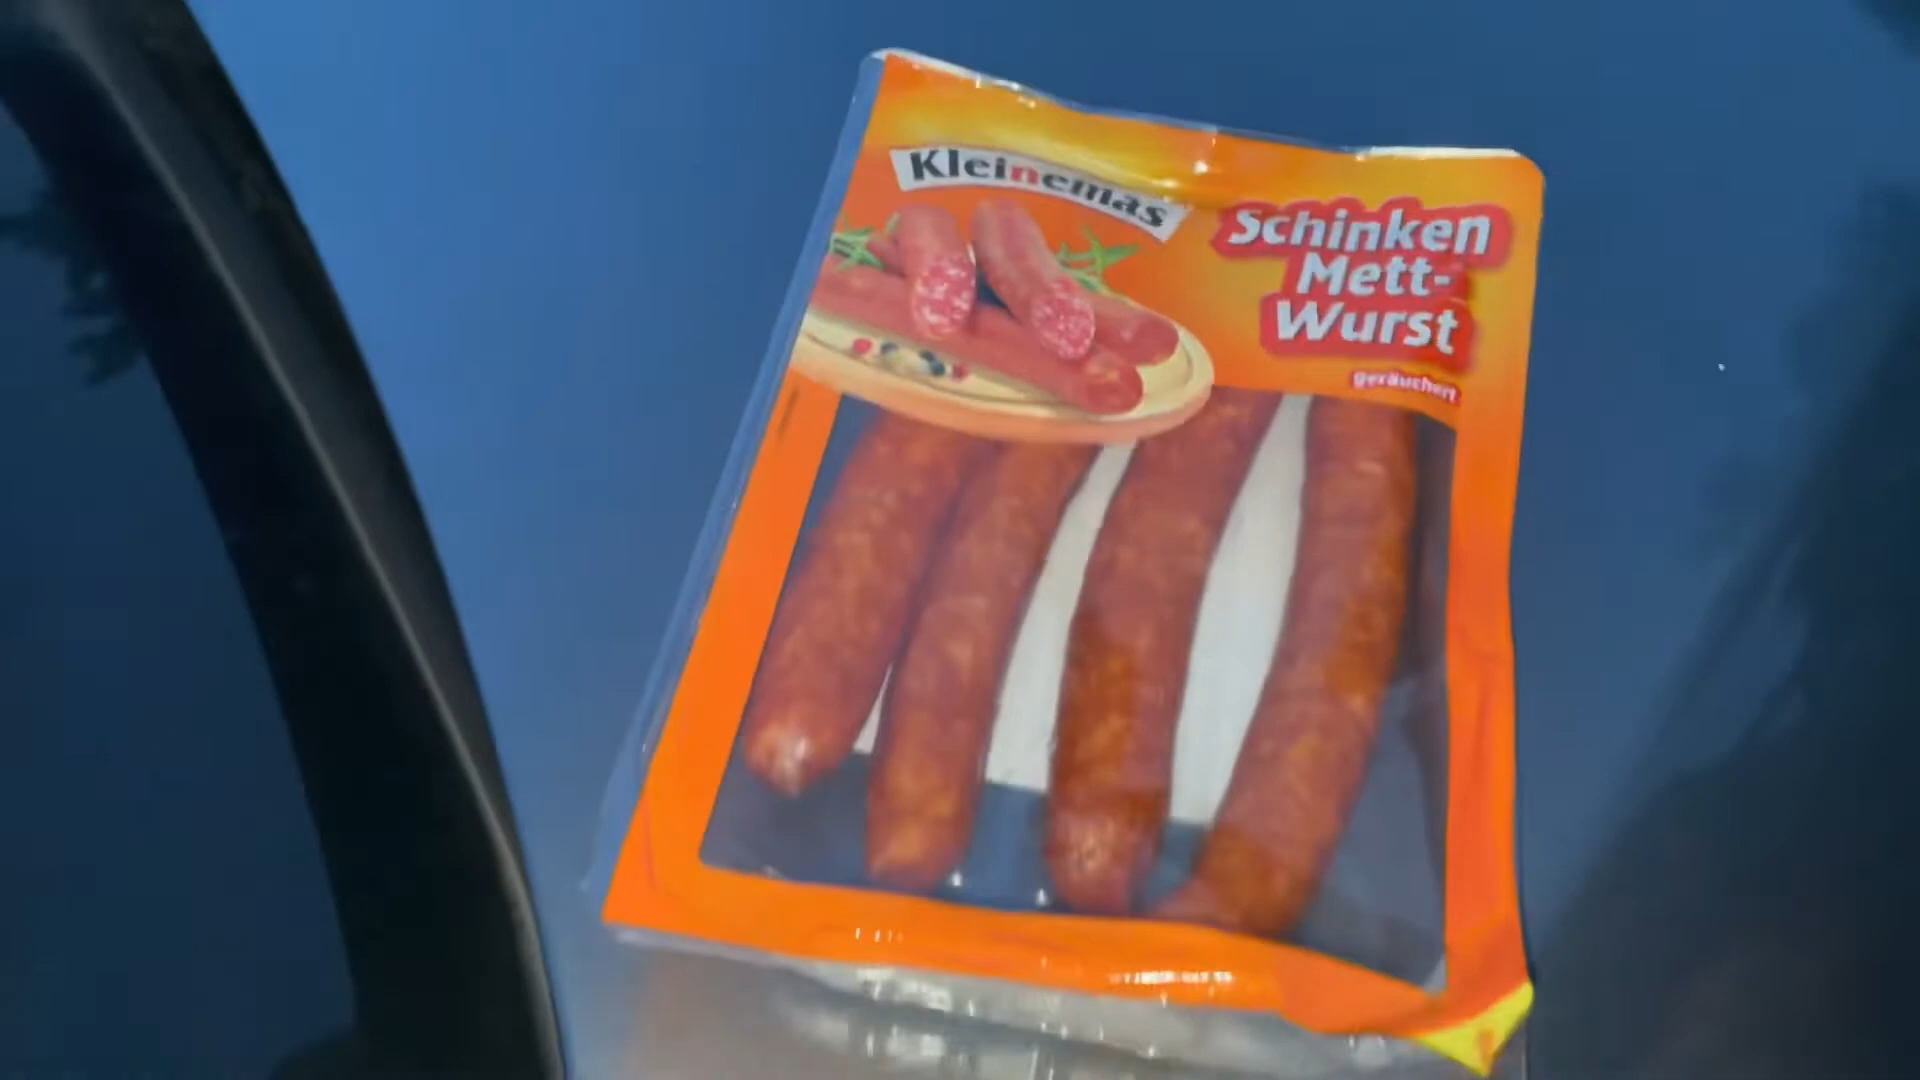 Kleinemas
Schinken
Mett-
Wurst
geräuchert